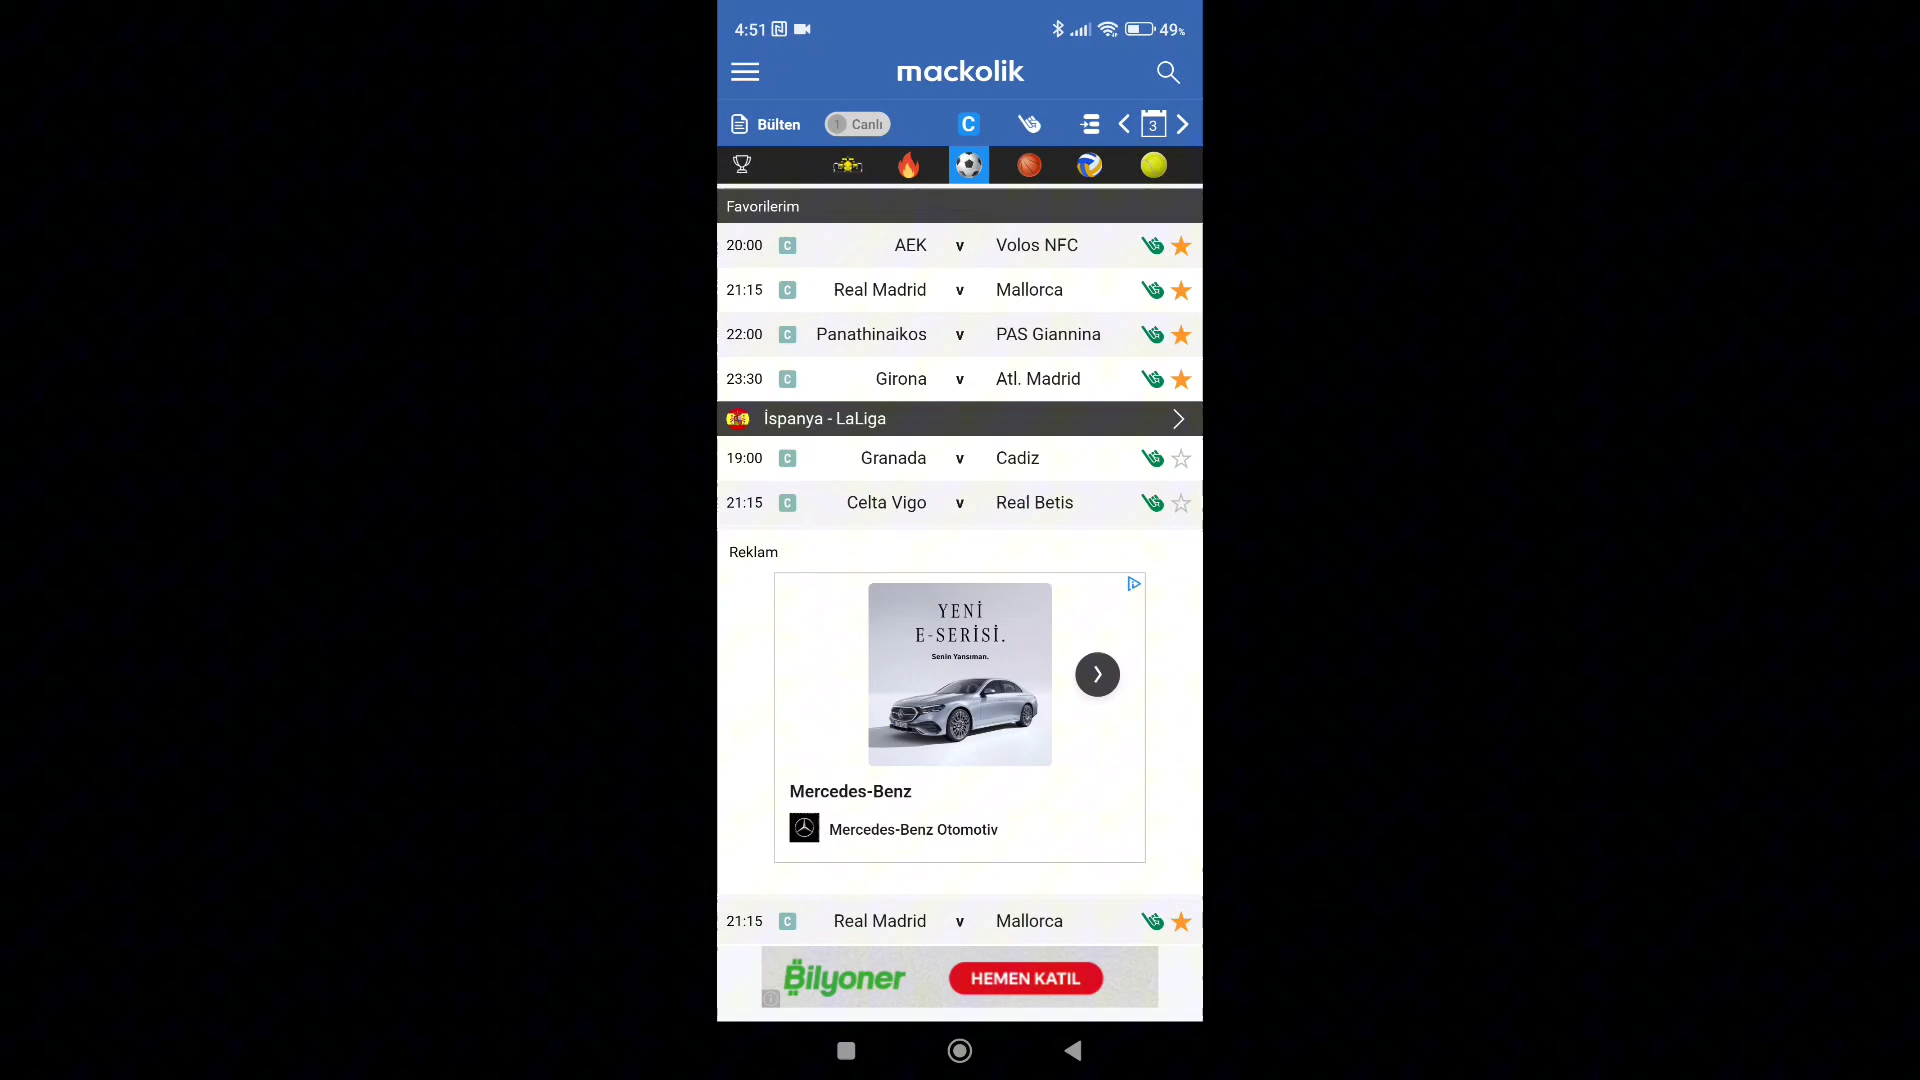 4:51 49%
mackolik
Bülten 1 Canlı C 3
Favorilerim
20:00 C AEK v Volos NFC
21:15 C Real Madrid v Mallorca
22:00 C Panathinaikos v PAS Giannina
23:30 C Girona v Atl. Madrid
İspanya - LaLiga
19:00 C Granada v Cadiz
21:15 C Celta Vigo v Real Betis
Reklam
YENİ
E-SERİSİ.
Senin Yansıman.
Mercedes-Benz
Mercedes-Benz Otomotiv
21:15 C Real Madrid v Mallorca
Bilyoner HEMEN KATIL